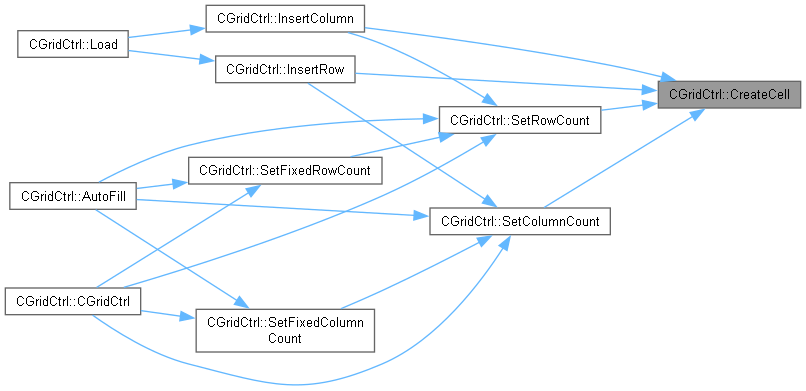 CGridCtrl::InsertColumn
CGridCtrl::Load
CGridCtrl::InsertRow
CGridCtrl::CreateCell
CGridCtrl::SetRowCount
CGridCtrl::SetFixedRowCount
CGridCtrl::AutoFill
CGridCtrl::SetColumnCount
CGridCtrl::CGridCtrl
CGridCtrl::SetFixedColumn
Count